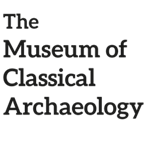 The
Museum of
Classical
Archaeology